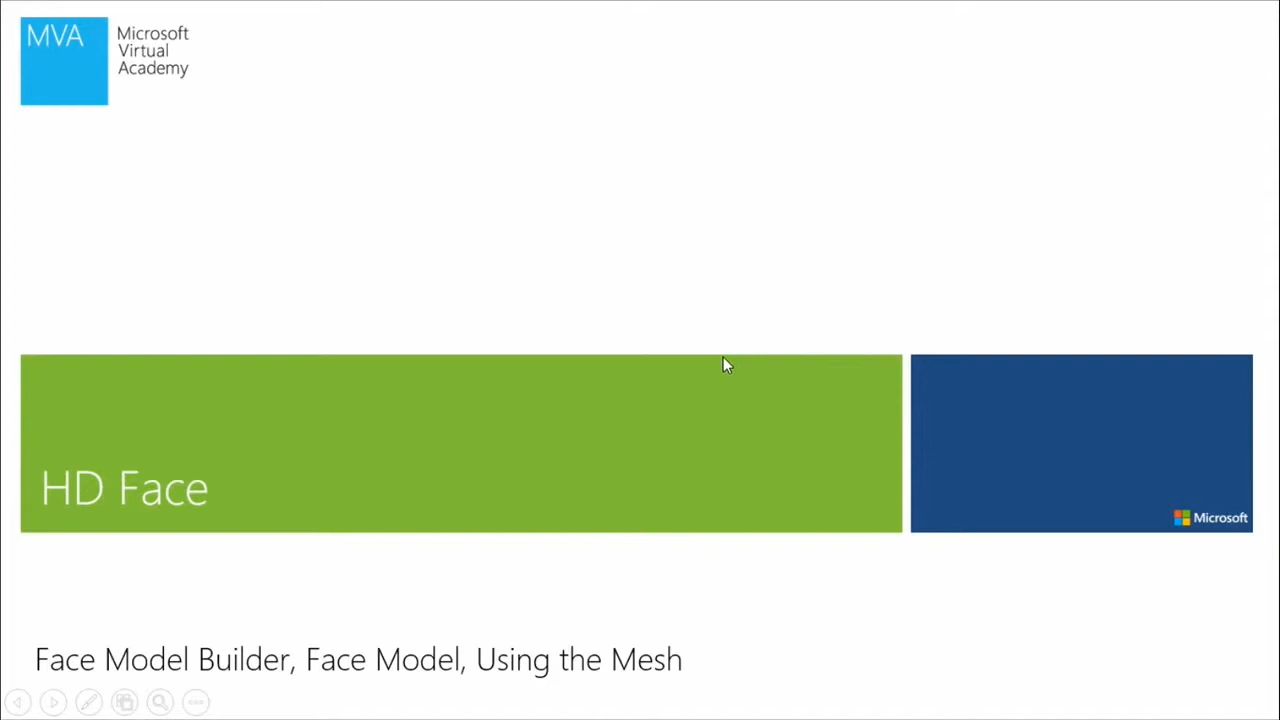 MVA
Microsoft
Virtual
Academy
HD Face
Microsoft
Face Model Builder, Face Model, Using the Mesh